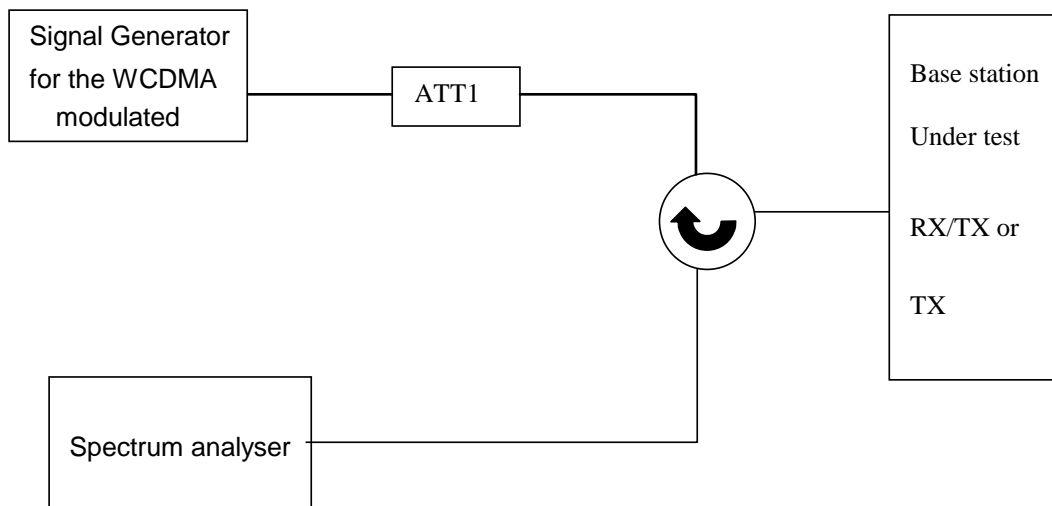 Signal Generator
for the WCDMA
modulated
ATT1
Base station
Under test
RX/TX or
TX
Spectrum analyser